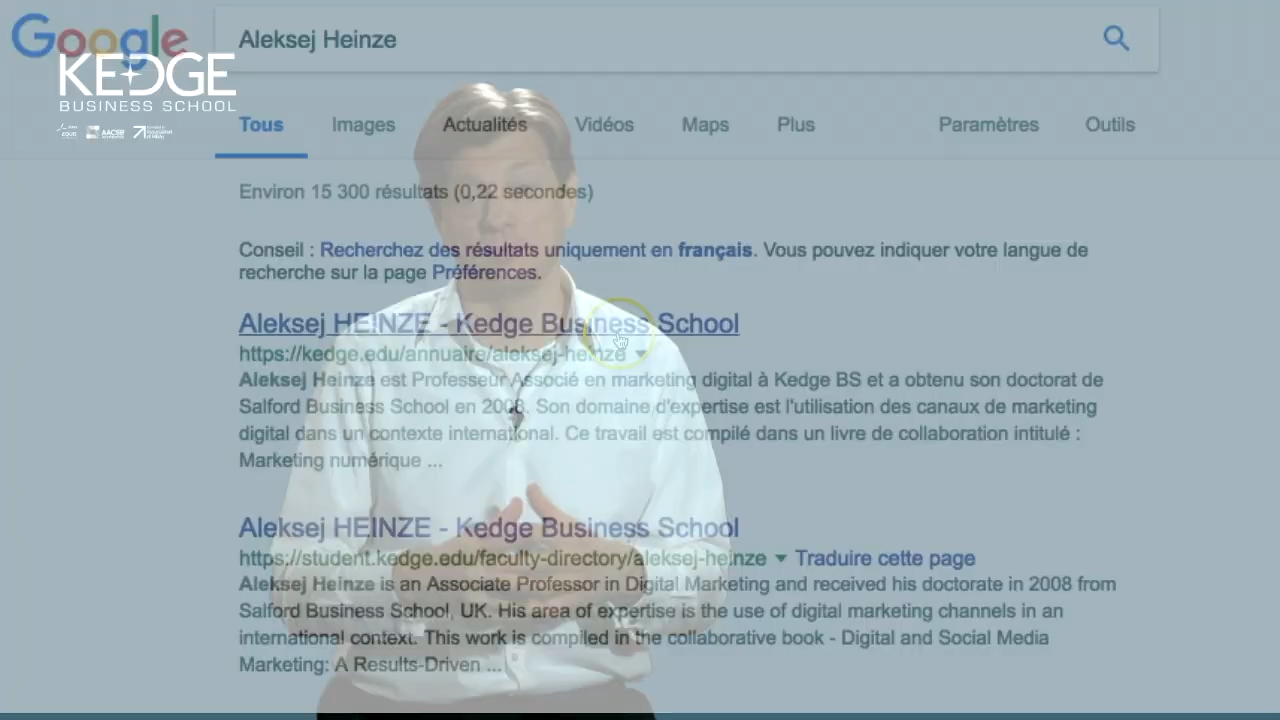 Google
Aleksej Heinze
KEDGE
BUSINESS SCHOOL
AACSB
Tous Images Actualités Vidéos Maps Plus Paramètres Outils
Environ 15 300 résultats (0,22 secondes)
Conseil : Recherchez des résultats uniquement en français. Vous pouvez indiquer votre langue de
recherche sur la page Préférences.
Aleksej HEINZE - Kedge Business School
https://kedge.edu/annuaire/aleksej-heinze
Aleksej Heinze est Professeur Associé en marketing digital à Kedge BS et a obtenu son doctorat de
Salford Business School en 2008. Son domaine d'expertise est l'utilisation des canaux de marketing
digital dans un contexte international. Ce travail est compilé dans un livre de collaboration intitulé :
Marketing numérique ...
Aleksej HEINZE - Kedge Business School
https://student.kedge.edu/faculty-directory/aleksej-heinze Traduire cette page
Aleksej Heinze is an Associate Professor in Digital Marketing and received his doctorate in 2008 from
Salford Business School, UK. His area of expertise is the use of digital marketing channels in an
international context. This work is compiled in the collaborative book - Digital and Social Media
Marketing: A Results-Driven ...